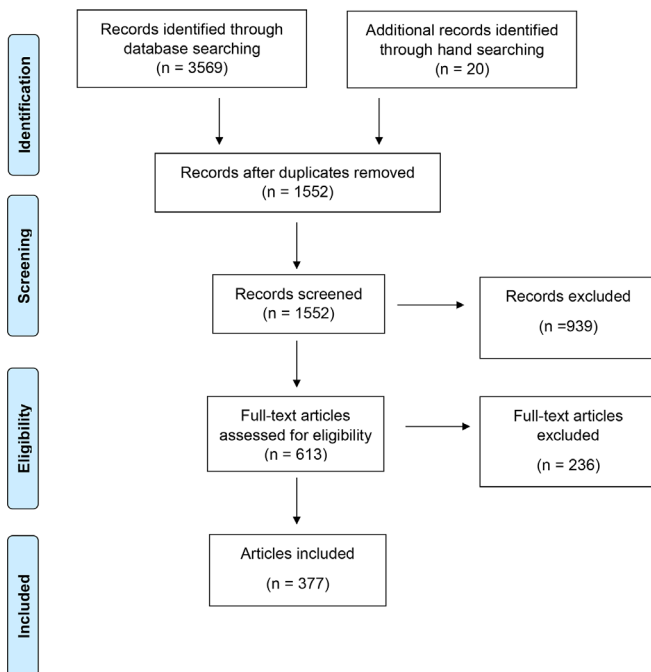 Identification
Records identified through
database searching
(n = 3569)
Additional records identified
through hand searching
(n = 20)
Records after duplicates removed
(n = 1552)
Screening
Records screened
(n = 1552)
Records excluded
(n =939)
Eligibility
Full-text articles
assessed for eligibility
(n = 613)
Full-text articles
excluded
(n = 236)
Included
Articles included
(n = 377)